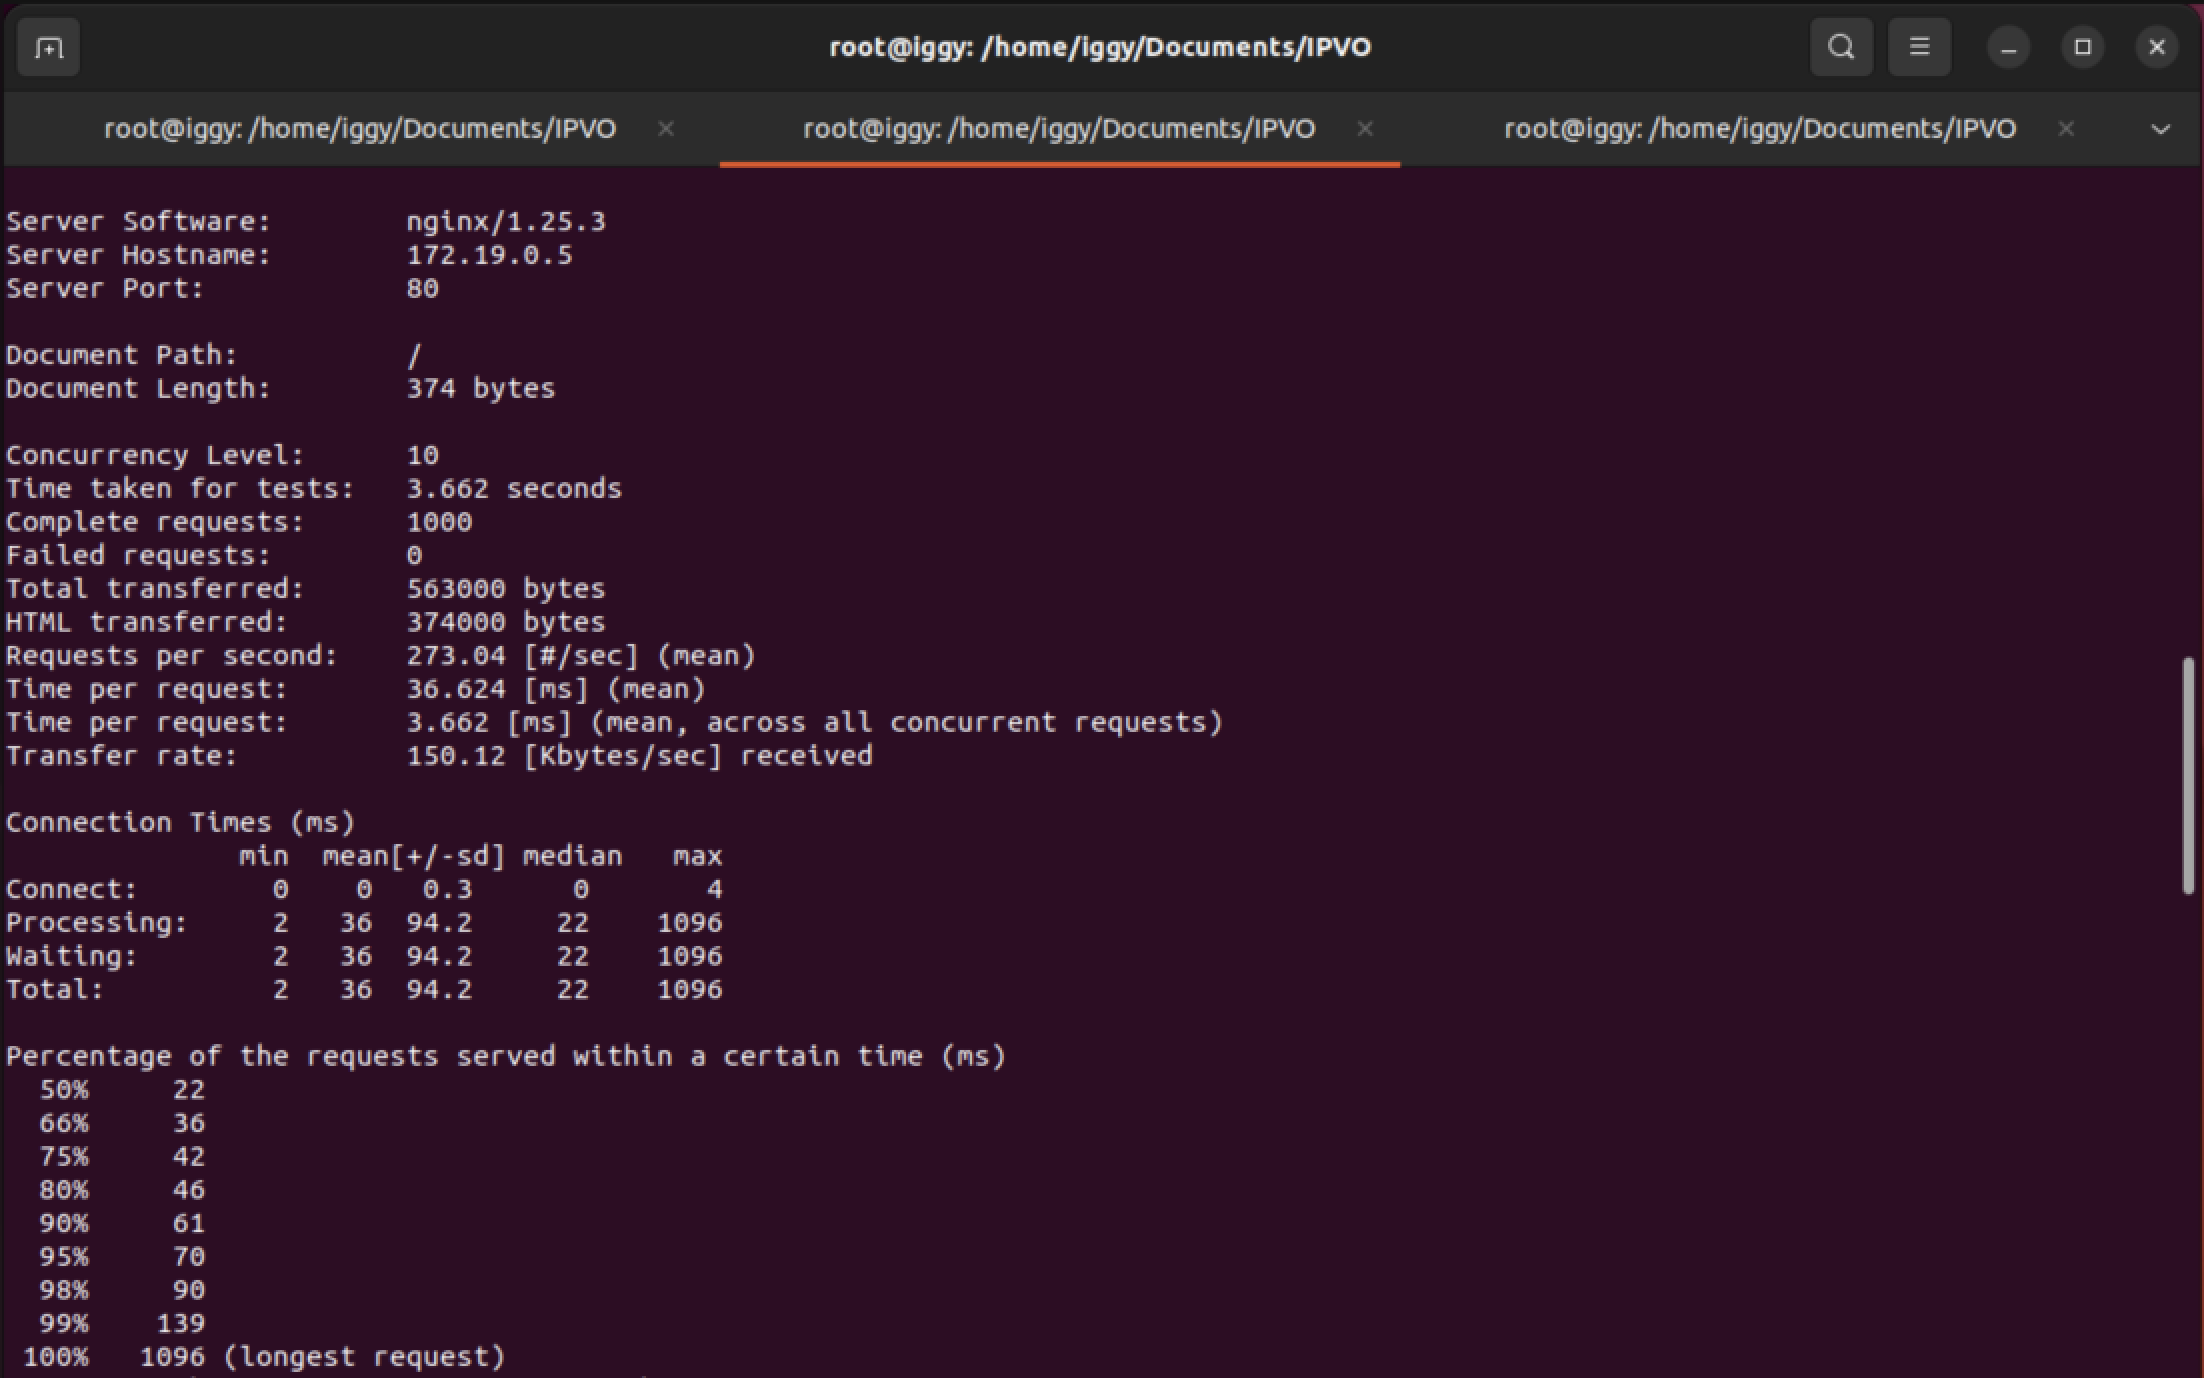 root@iggy: /home/iggy/Documents/IPVO
root@iggy: /home/iggy/Documents/IPVO × root@iggy: /home/iggy/Documents/IPVO × root@iggy: /home/iggy/Documents/IPVO ×
Server Software:        nginx/1.25.3
Server Hostname:        172.19.0.5
Server Port:            80
Document Path:          /
Document Length:        374 bytes
Concurrency Level:      10
Time taken for tests:   3.662 seconds
Complete requests:      1000
Failed requests:        0
Total transferred:      563000 bytes
HTML transferred:       374000 bytes
Requests per second:    273.04 [#/sec] (mean)
Time per request:       36.624 [ms] (mean)
Time per request:       3.662 [ms] (mean, across all concurrent requests)
Transfer rate:          150.12 [Kbytes/sec] received
Connection Times (ms)
              min  mean[+/-sd] median   max
Connect:        0    0   0.3      0       4
Processing:     2   36  94.2     22    1096
Waiting:        2   36  94.2     22    1096
Total:          2   36  94.2     22    1096
Percentage of the requests served within a certain time (ms)
  50%     22
  66%     36
  75%     42
  80%     46
  90%     61
  95%     70
  98%     90
  99%    139
 100%   1096 (longest request)